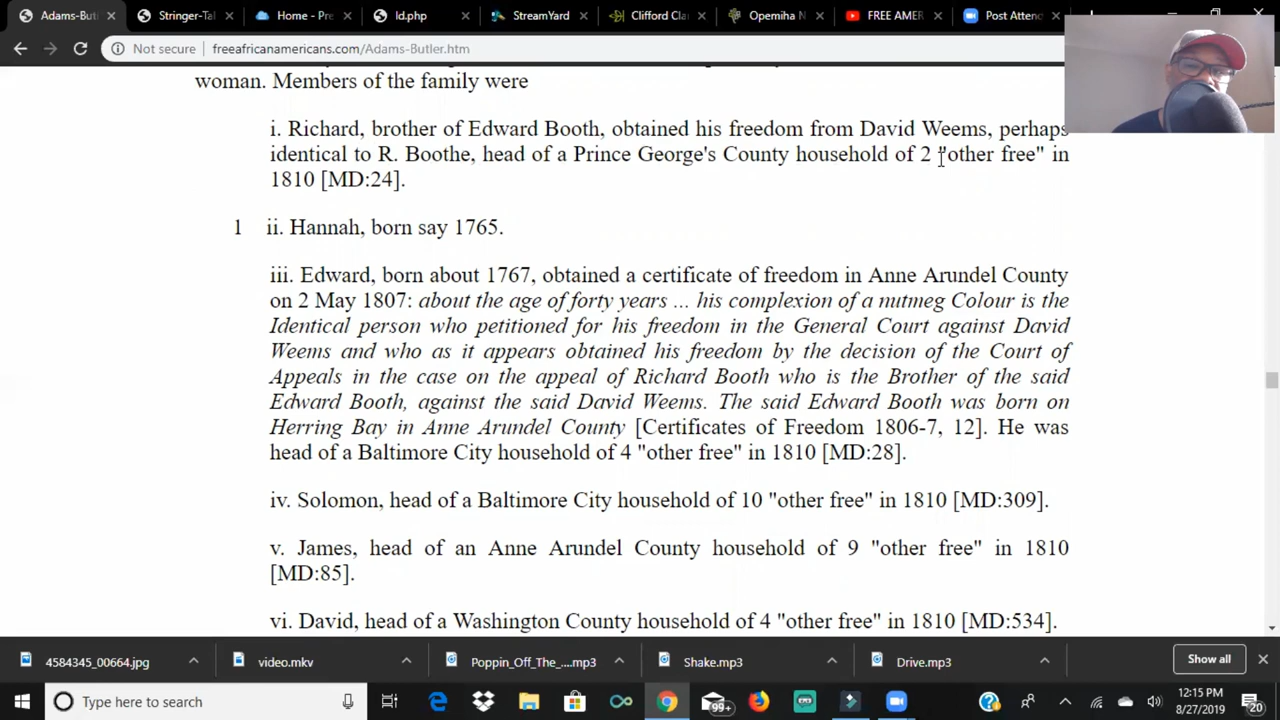 Adams-Butler
Stringer-Tal
Home - Pre
ld.php
StreamYard
Clifford Cla
Opemiha N
FREE AMER
Post Attend
Not secure | freeafricanamericans.com/Adams-Butler.htm
woman. Members of the family were
i. Richard, brother of Edward Booth, obtained his freedom from David Weems, perhaps
identical to R. Boothe, head of a Prince George's County household of 2 "other free" in
1810 [MD:24].
1 ii. Hannah, born say 1765.
iii. Edward, born about 1767, obtained a certificate of freedom in Anne Arundel County
on 2 May 1807: about the age of forty years ... his complexion of a nutmeg Colour is the
Identical person who petitioned for his freedom in the General Court against David
Weems and who as it appears obtained his freedom by the decision of the Court of
Appeals in the case on the appeal of Richard Booth who is the Brother of the said
Edward Booth, against the said David Weems. The said Edward Booth was born on
Herring Bay in Anne Arundel County [Certificates of Freedom 1806-7, 12]. He was
head of a Baltimore City household of 4 "other free" in 1810 [MD:28].
iv. Solomon, head of a Baltimore City household of 10 "other free" in 1810 [MD:309].
v. James, head of an Anne Arundel County household of 9 "other free" in 1810
[MD:85].
vi. David, head of a Washington County household of 4 "other free" in 1810 [MD:534].
4584345_00664.jpg
video.mkv
Poppin_Off_The_....mp3
Shake.mp3
Drive.mp3
Show all
Type here to search
99+
12:15 PM
8/27/2019
20